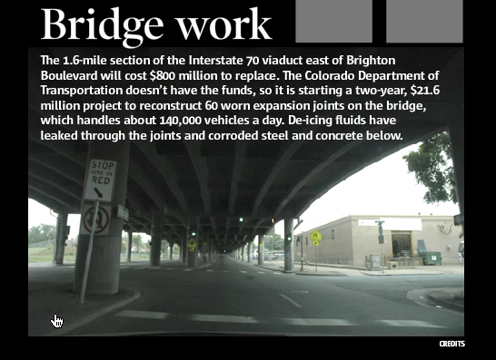 Bridge work
The 1.6-mile section of the Interstate 70 viaduct east of Brighton
Boulevard will cost $800 million to replace. The Colorado Department of
Transportation doesn't have the funds, so it is starting a two-year, $21.6
million project to reconstruct 60 worn expansion joints on the bridge,
which handles about 140,000 vehicles a day. De-icing fluids have
leaked through the joints and corroded steel and concrete below.
STOP
HERE ON
RED
CREDITS